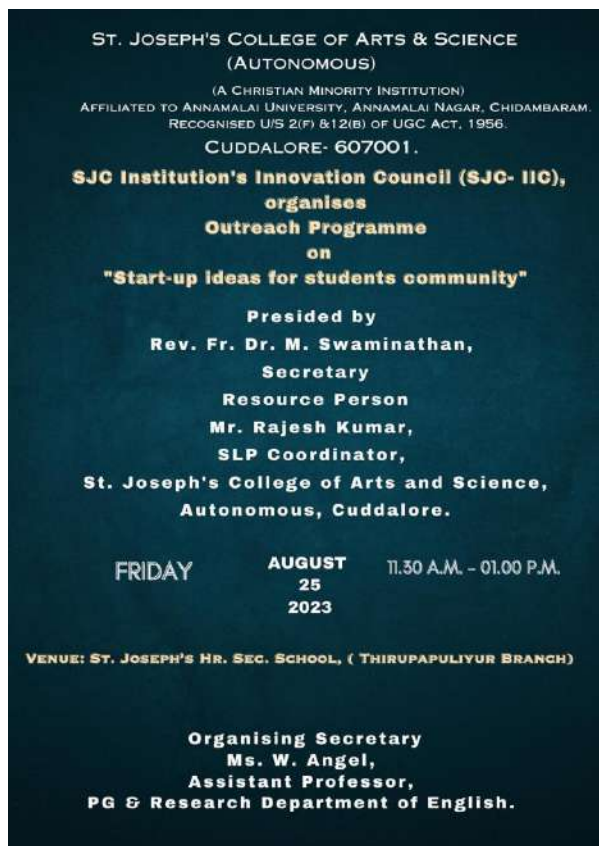 ST. JOSEPH'S COLLEGE OF ARTS & SCIENCE
(AUTONOMOUS)
(A CHRISTIAN MINORITY INSTITUTION)
AFFILIATED TO ANNAMALAI UNIVERSITY, ANNAMALAI NAGAR, CHIDAMBARAM.
RECOGNISED U/S 2(F) &12(B) OF UGC ACT, 1956.
CUDDALORE- 607001.
SJC Institution's Innovation Council (SJC- IIC),
organises
Outreach Programme
on
"Start-up ideas for students community"
Presided by
Rev. Fr. Dr. M. Swaminathan,
Secretary
Resource Person
Mr. Rajesh Kumar,
SLP Coordinator,
St. Joseph's College of Arts and Science,
Autonomous, Cuddalore.
FRIDAY
AUGUST
25
2023
11.30 A.M. - 01.00 P.M.
VENUE: ST. JOSEPH'S HR. SEC. SCHOOL, ( THIRUPAPULIYUR BRANCH)
Organising Secretary
Ms. W. Angel,
Assistant Professor,
PG & Research Department of English.